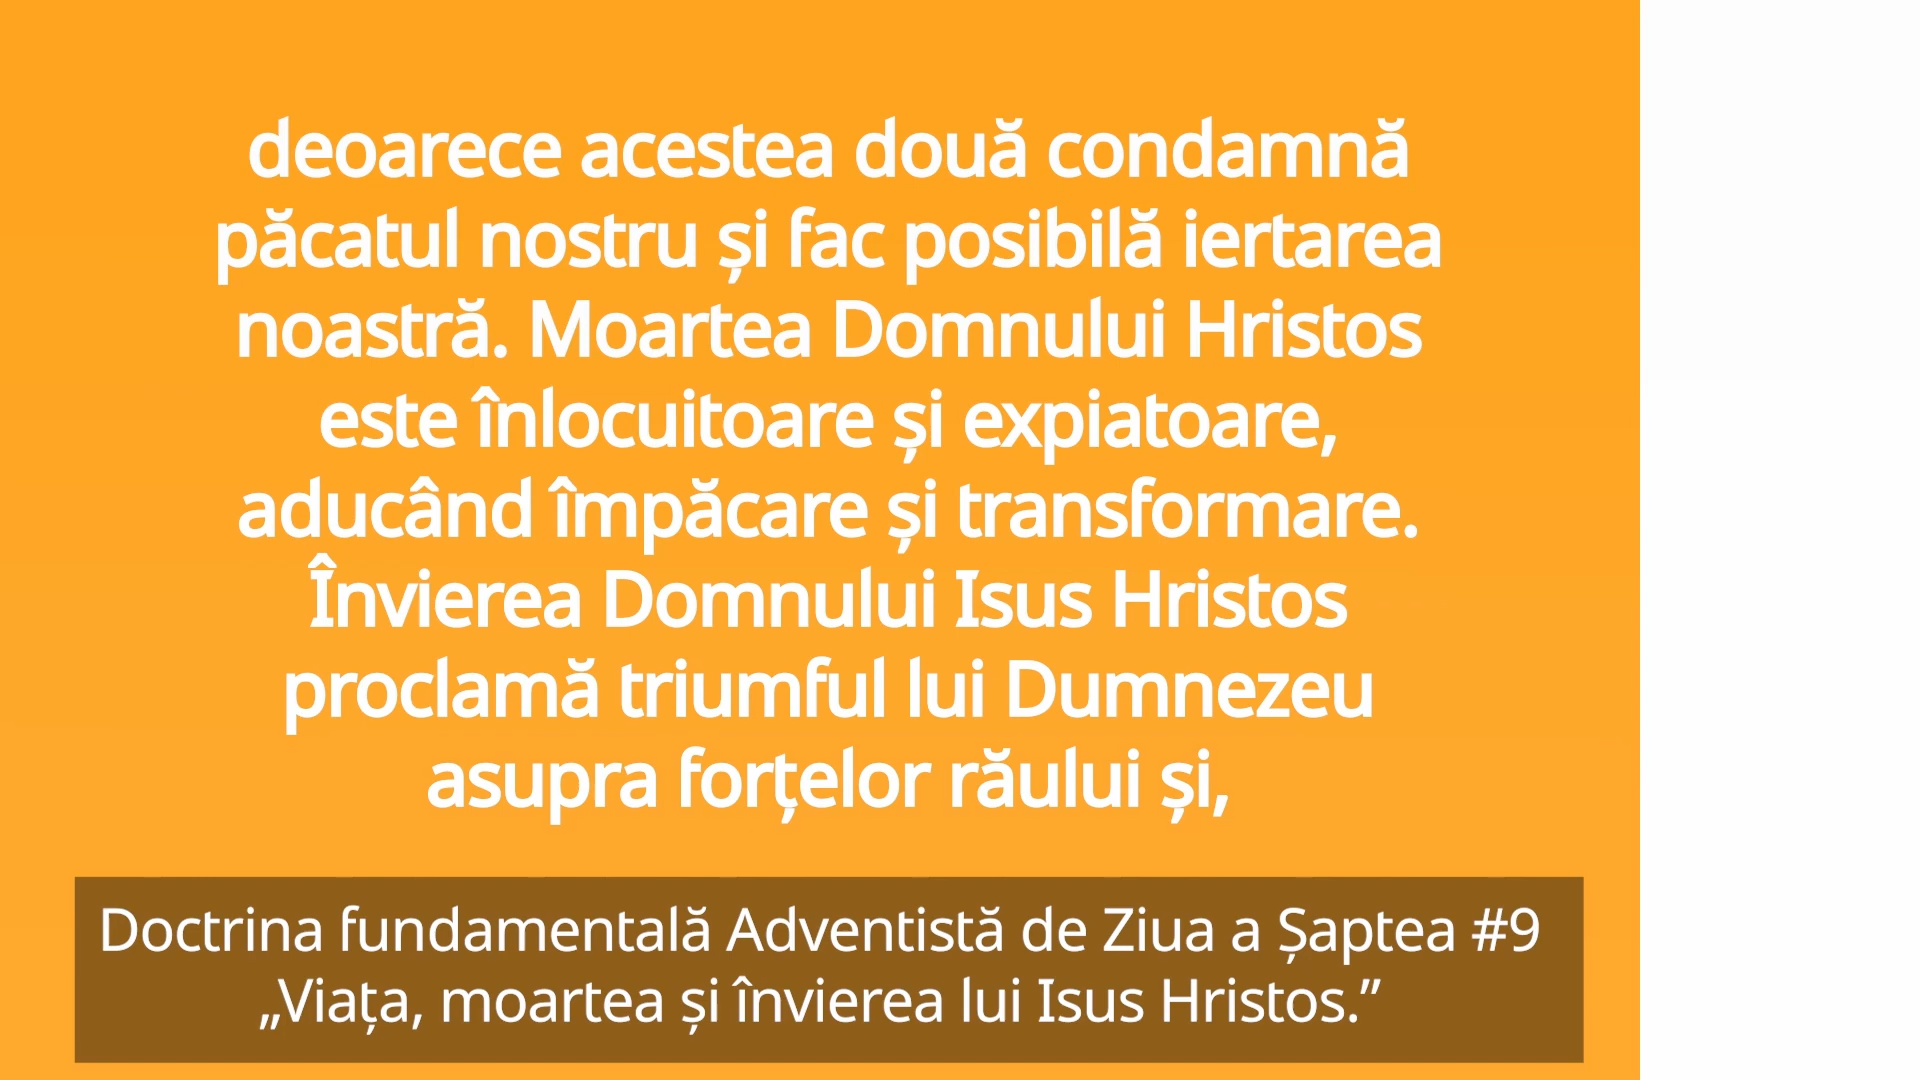 deoarece acestea două condamnă
păcatul nostru și fac posibilă iertarea
noastră. Moartea Domnului Hristos
este înlocuitoare și expiatoare,
aducând împăcare și transformare.
Învierea Domnului Isus Hristos
proclamă triumful lui Dumnezeu
asupra forțelor răului și,
Doctrina fundamentală Adventistă de Ziua a Șaptea #9
„Viața, moartea și învierea lui Isus Hristos.”